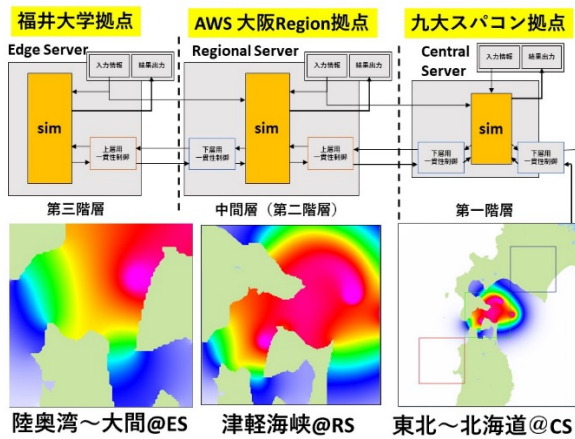 福井大学拠点
AWS 大阪Region拠点
九大スパコン拠点
Edge Server
Regional Server
Central
Server
入力情報
結果出力
入力情報
結果出力
入力情報
結果出力
sim
sim
sim
上層用
一貫性制御
下層用
一貫性制御
上層用
一貫性制御
下層用
一貫性制御
下層用
一貫性制御
第三階層
中間層（第二階層）
第一階層
陸奥湾～大間@ES
津軽海峡@RS
東北～北海道@CS